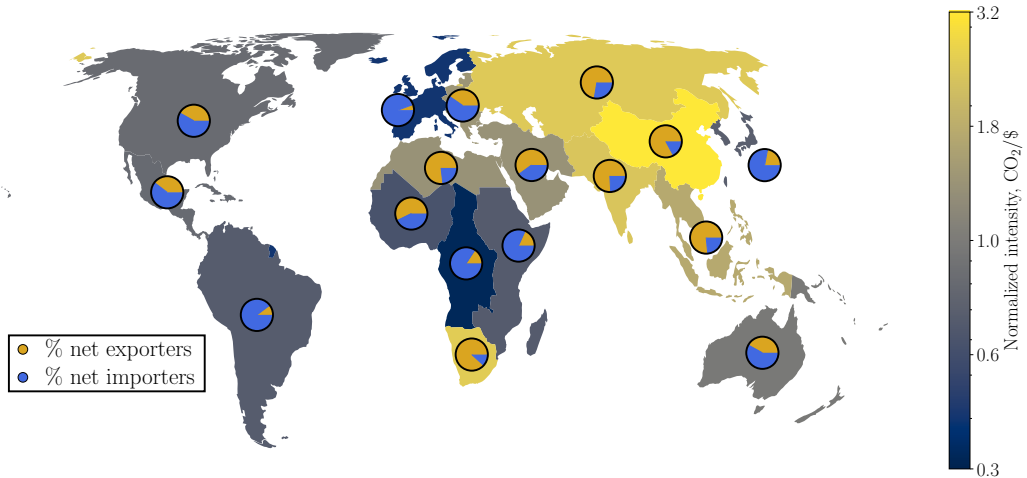 3.2
1.8
1.0
0.6
0.3
Normalized intensity, CO₂/$
% net exporters
% net importers